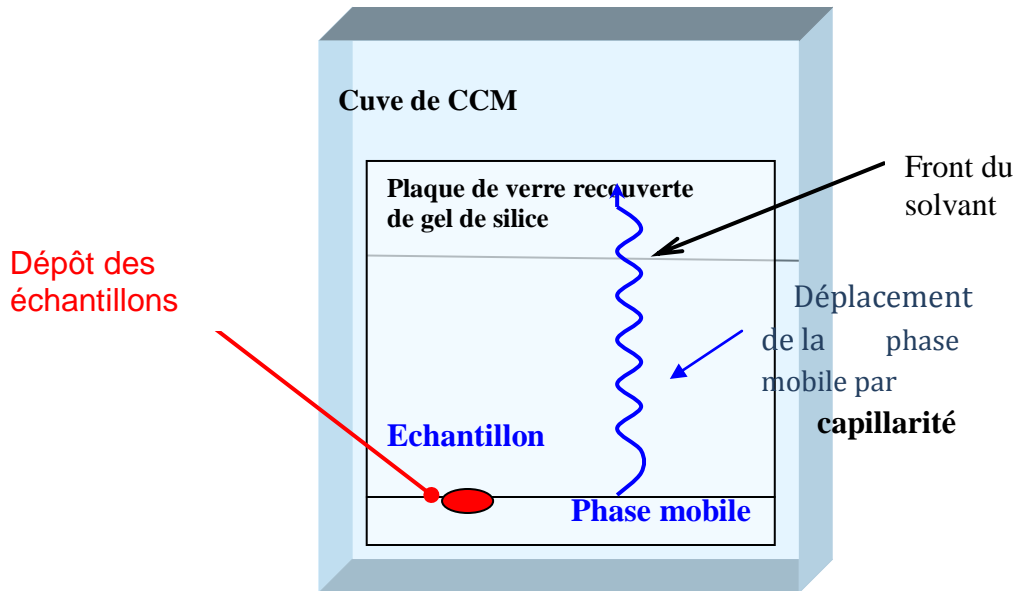 Cuve de CCM
Plaque de verre recouverte
de gel de silice
Front du
solvant
Dépôt des
échantillons
Déplacement
de la phase
mobile par
capillarité
Echantillon
Phase mobile